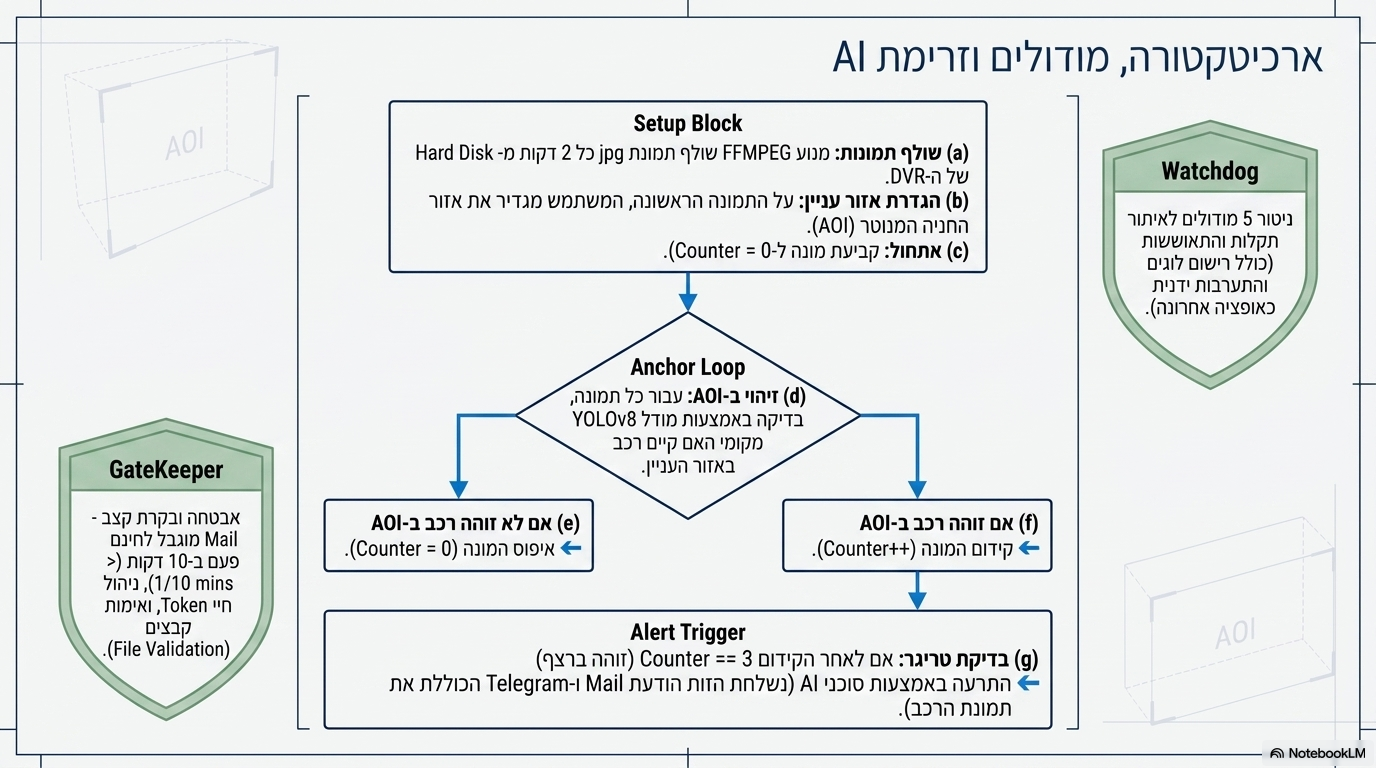 ארכיטקטורה, מודולים וזרימת AI
AOI
Setup Block
(a) שולף תמונות: מנוע FFMPEG שולף תמונת jpg כל 2 דקות מ- Hard Disk
של ה-DVR.
(b) הגדרת אזור עניין: על התמונה הראשונה, המשתמש מגדיר את אזור
החניה המנוטר (AOI).
(c) אתחול: קביעת מונה ל-0 = Counter).
Watchdog
ניטור 5 מודולים לאיתור
תקלות והתאוששות
(כולל רישום לוגים
והתערבות ידנית
כאופציה אחרונה).
Anchor Loop
(d) זיהוי ב-AOI: עבור כל תמונה,
בדיקה באמצעות מודל YOLOv8
מקומי האם קיים רכב
באזור העניין.
GateKeeper
אבטחה ובקרת קצב -
Mail מוגבל לחינם
פעם ב-10 דקות (>
1/10 mins), ניהול
חיי Token, ואימות
קבצים
(File Validation).
(f) אם זוהה רכב ב-AOI
← קידום המונה (Counter++).
(e) אם לא זוהה רכב ב-AOI
← איפוס המונה (Counter = 0).
Alert Trigger
(g) בדיקת טריגר: אם לאחר הקידום Counter == 3 (זוהה ברצף)
← התרעה באמצעות סוכני AI (נשלחת הזות הודעת Mail ו-Telegram הכוללת את
תמונת הרכב).
AOI
NotebookLM